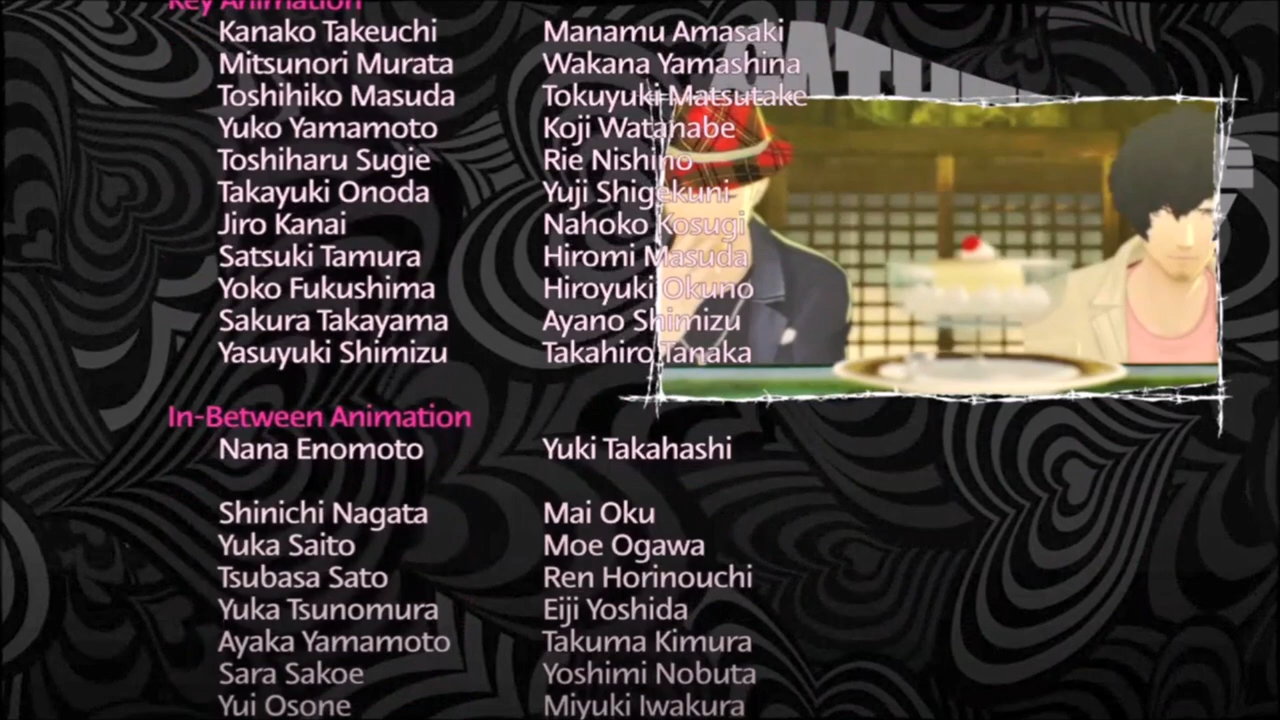 Key Animation
Kanako Takeuchi Manamu Amasaki
Mitsunori Murata Wakana Yamashina
Toshihiko Masuda Tokuyuki Matsutake
Yuko Yamamoto Koji Watanabe
Toshiharu Sugie Rie Nishino
Takayuki Onoda Yuji Shigekuni
Jiro Kanai Nahoko Kosugi
Satsuki Tamura Hiromi Masuda
Yoko Fukushima Hiroyuki Okuno
Sakura Takayama Ayano Shimizu
Yasuyuki Shimizu Takahiro Tanaka
In-Between Animation
Nana Enomoto Yuki Takahashi
Shinichi Nagata Mai Oku
Yuka Saito Moe Ogawa
Tsubasa Sato Ren Horinouchi
Yuka Tsunomura Eiji Yoshida
Ayaka Yamamoto Takuma Kimura
Sara Sakoe Yoshimi Nobuta
Yui Osone Miyuki Iwakura